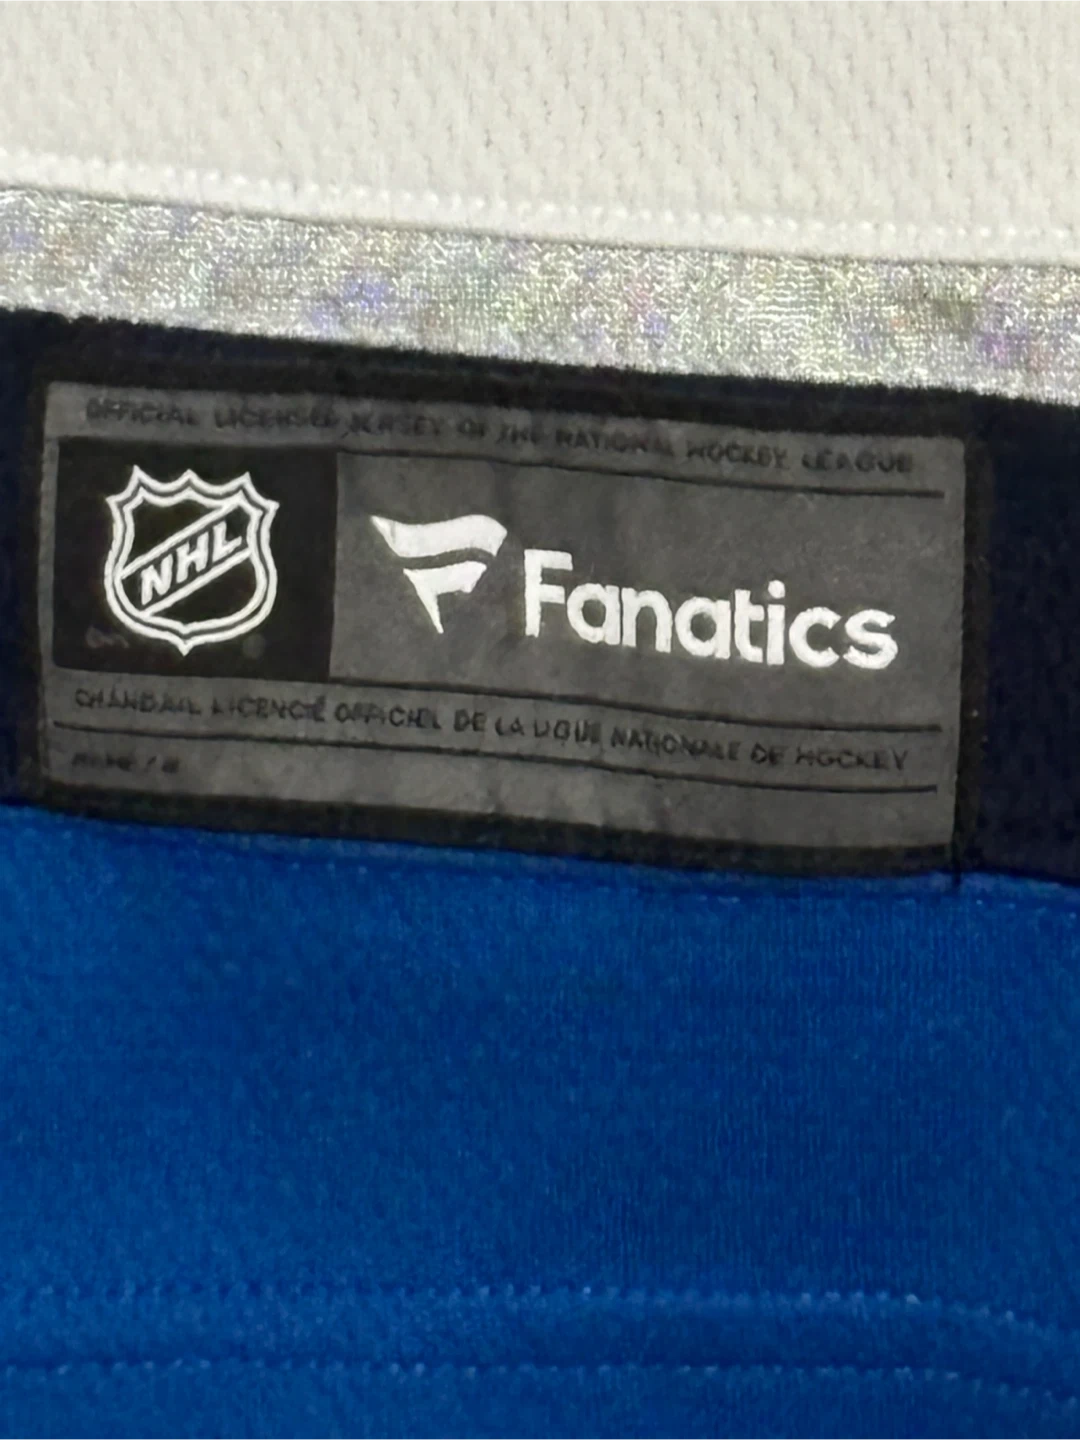 OFFICIAL LICENSED JERSEY OF THE NATIONAL HOCKEY LEAGUE
NHL
Fanatics
CHANDAIL LICENCIÉ OFFICIEL DE LA LIGUE NATIONALE DE HOCKEY